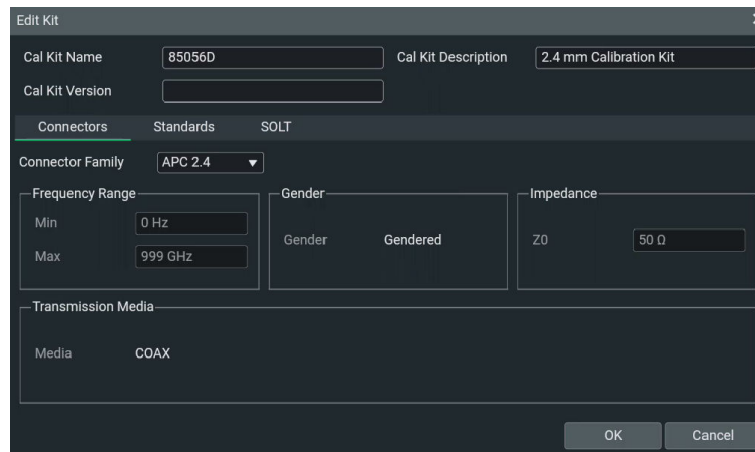 Edit Kit
Cal Kit Name 85056D Cal Kit Description 2.4 mm Calibration Kit
Cal Kit Version
Connectors Standards SOLT
Connector Family APC 2.4
Frequency Range Gender Impedance
Min 0 Hz
Gender Gendered Z0 50 Ω
Max 999 GHz
Transmission Media
Media COAX
OK Cancel